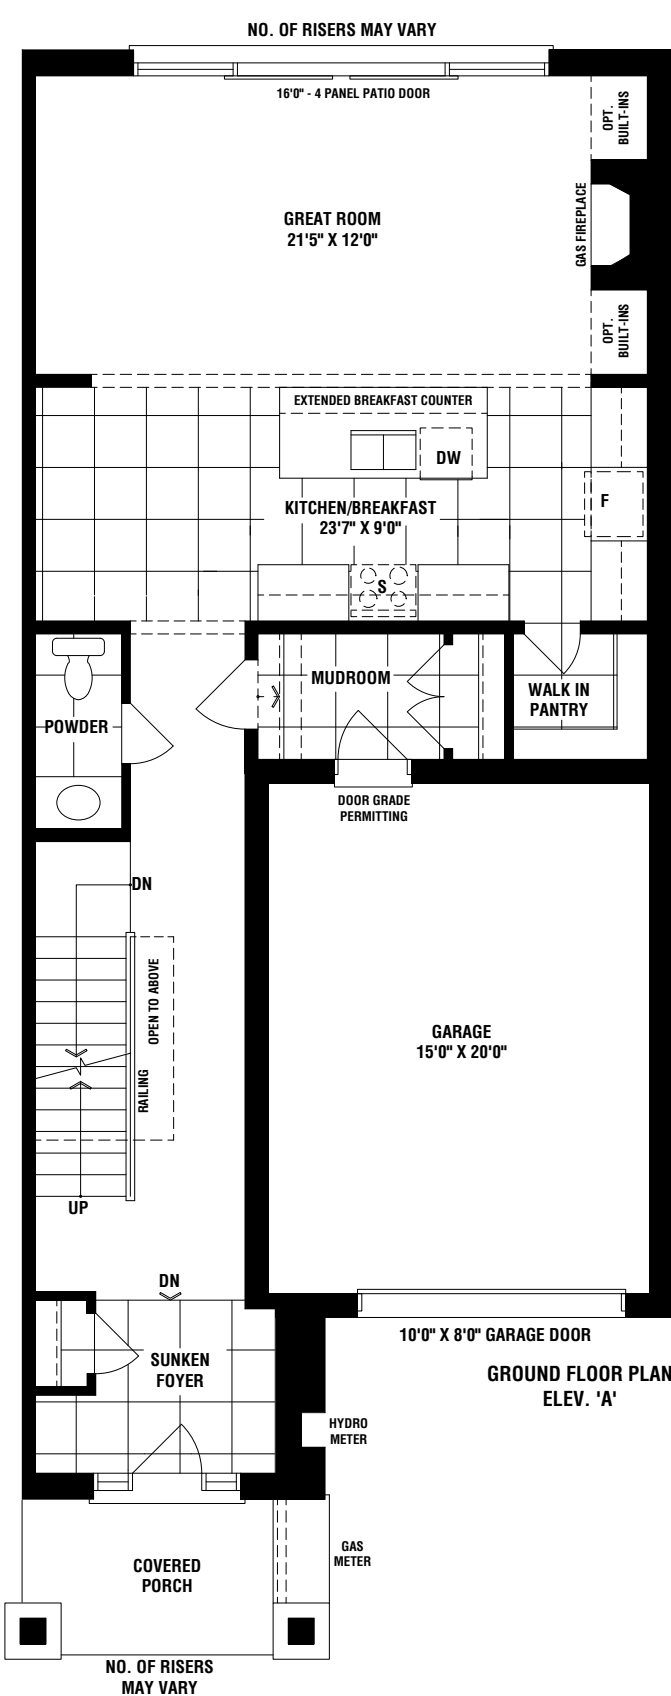 NO. OF RISERS MAY VARY
16'0" - 4 PANEL PATIO DOOR
OPT.
BUILT-INS
GREAT ROOM
21'5" X 12'0"
GAS FIREPLACE
OPT.
BUILT-INS
EXTENDED BREAKFAST COUNTER
DW
KITCHEN/BREAKFAST
23'7" X 9'0"
F
S
MUDROOM
WALK IN
PANTRY
POWDER
DOOR GRADE
PERMITTING
DN
OPEN TO ABOVE
RAILING
GARAGE
15'0" X 20'0"
UP
DN
SUNKEN
FOYER
10'0" X 8'0" GARAGE DOOR
GROUND FLOOR PLAN
ELEV. 'A'
HYDRO
METER
GAS
METER
COVERED
PORCH
NO. OF RISERS
MAY VARY